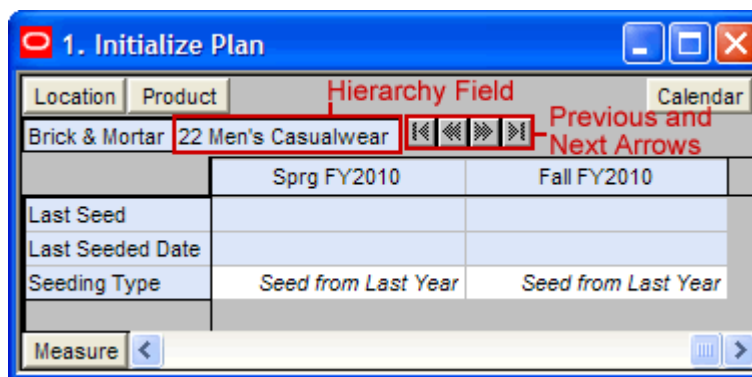 1. Initialize Plan
Location Product Hierarchy Field Calendar
Brick & Mortar 22 Men's Casualwear Previous and
Next Arrows
Sprg FY2010 Fall FY2010
Last Seed
Last Seeded Date
Seeding Type Seed from Last Year Seed from Last Year
Measure